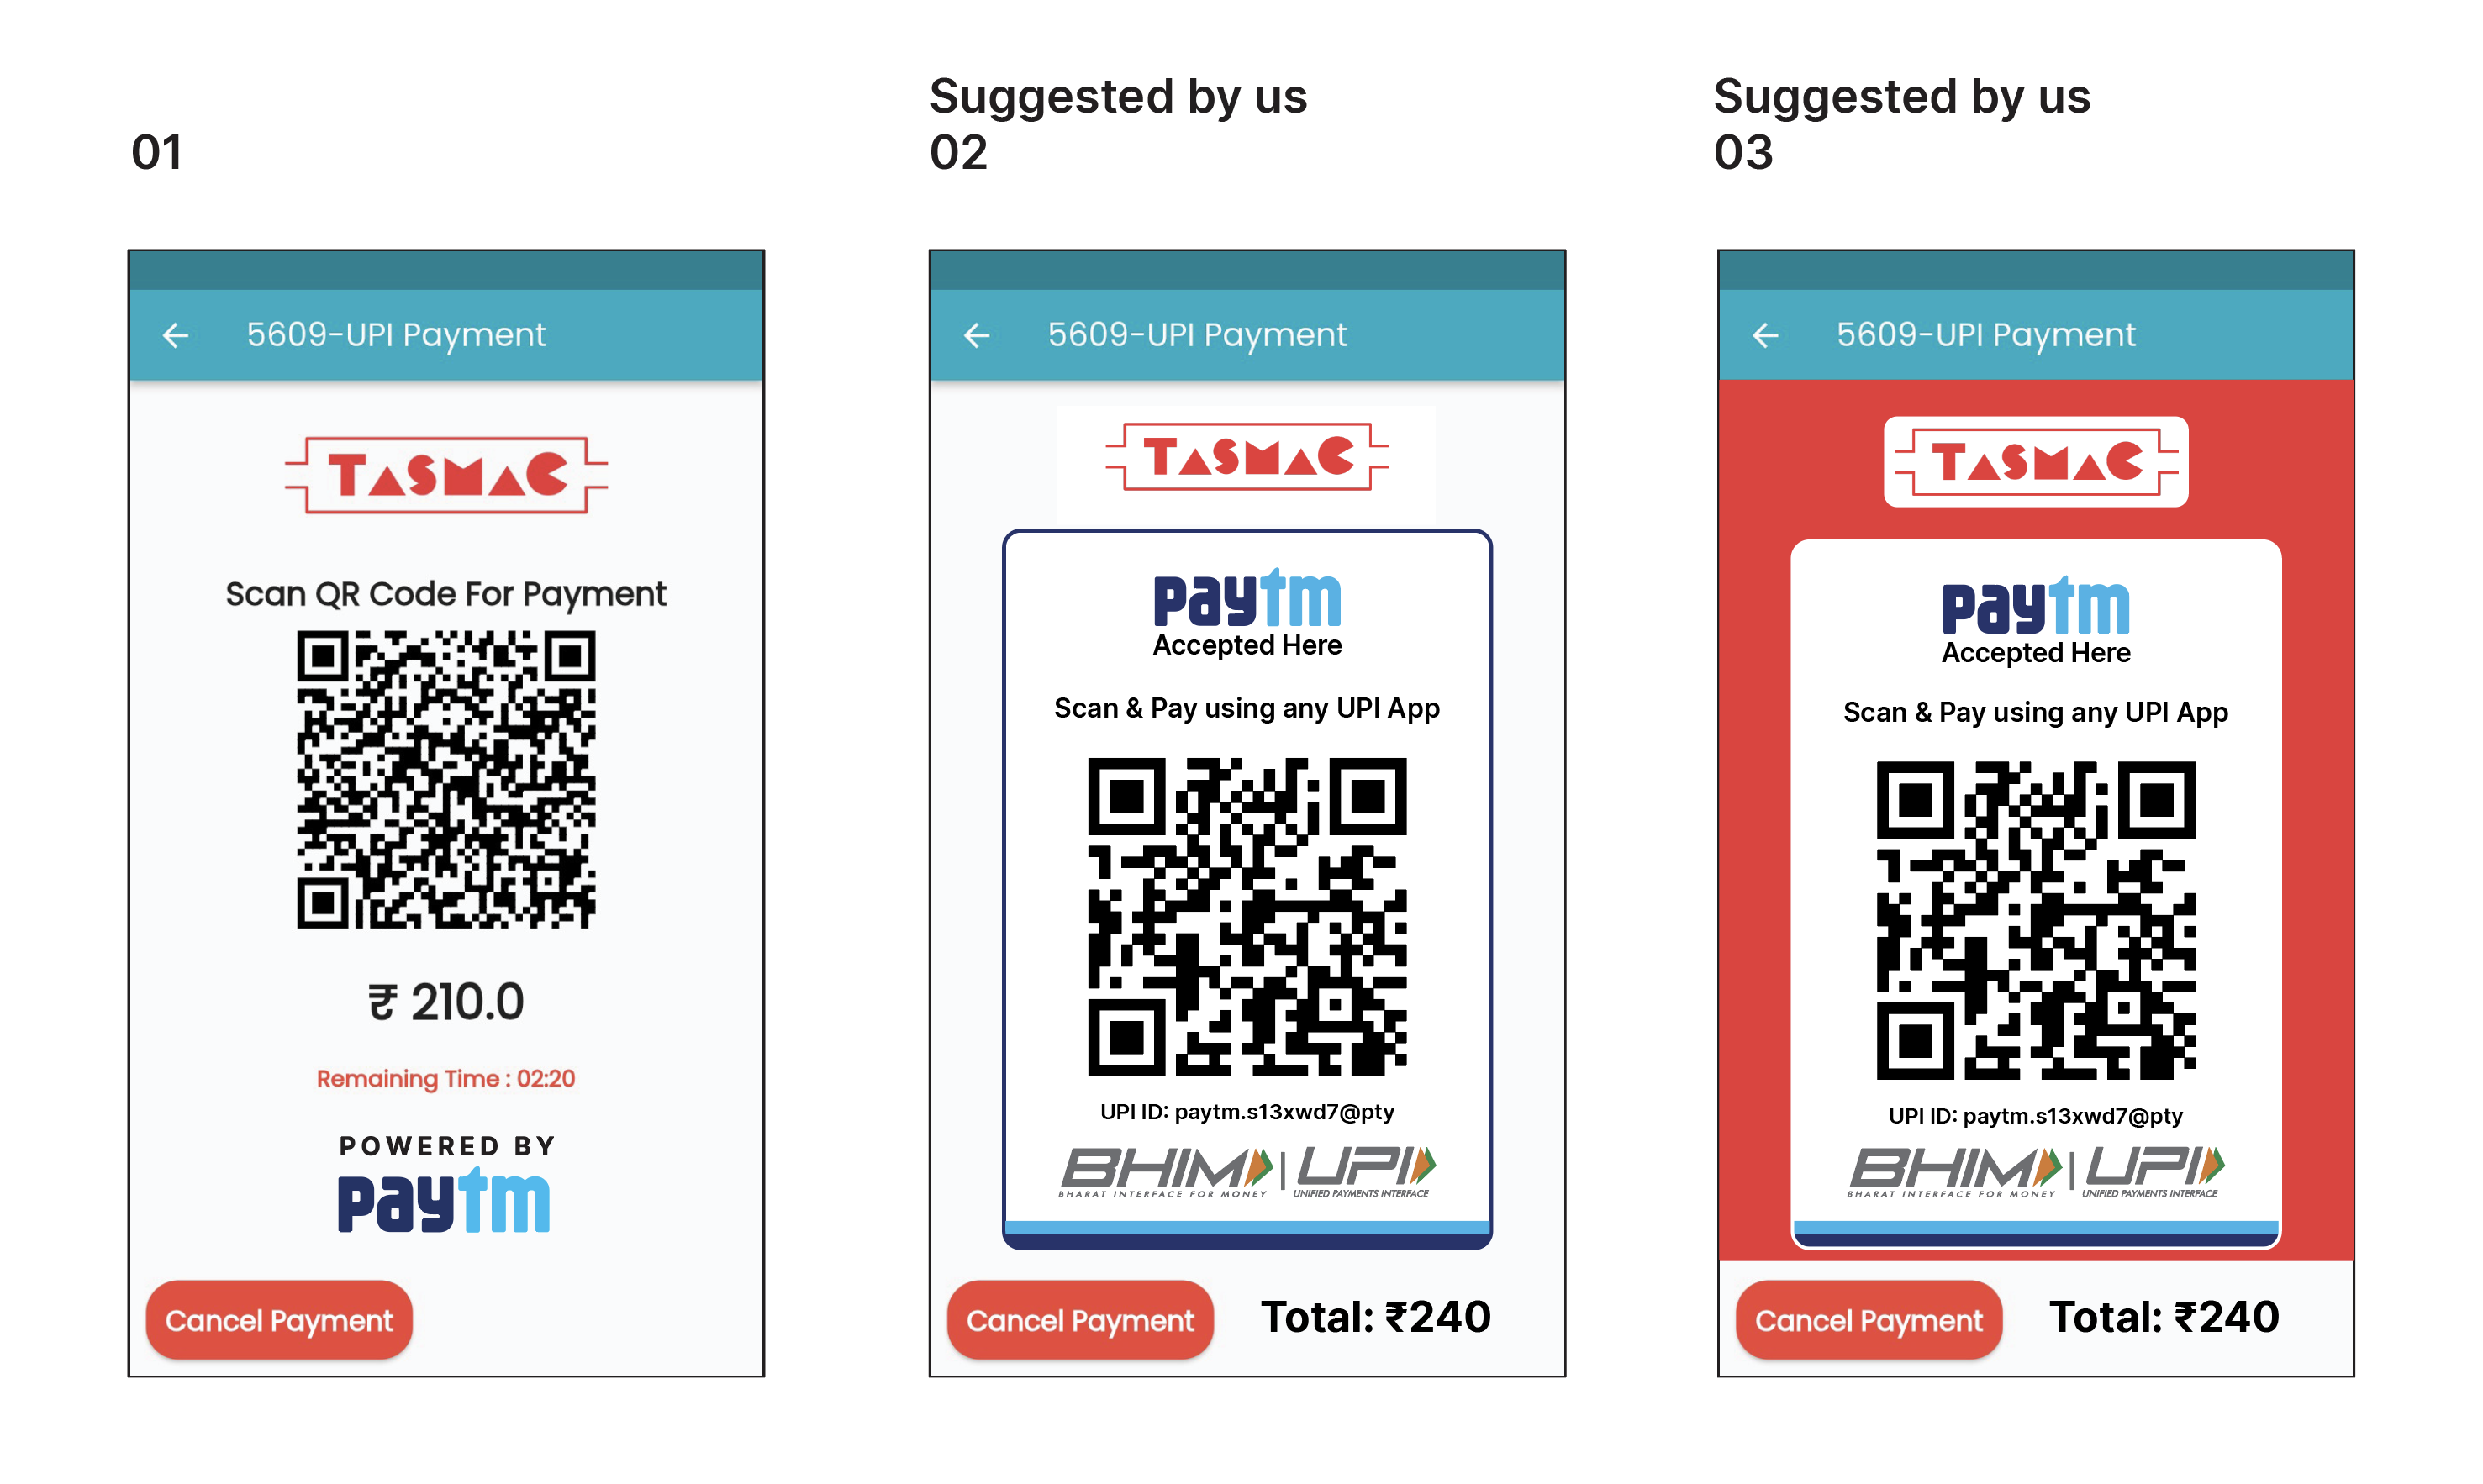 01
5609-UPI Payment
TASMAC
Scan QR Code For Payment
₹ 210.0
Remaining Time : 02:20
POWERED BY
paytm
Cancel Payment
Suggested by us
02
5609-UPI Payment
TASMAC
paytm
Accepted Here
Scan & Pay using any UPI App
UPI ID: paytm.s13xwd7@pty
BHIM | UPI
BHARAT INTERFACE FOR MONEY UNIFIED PAYMENTS INTERFACE
Cancel Payment Total: ₹240
Suggested by us
03
5609-UPI Payment
TASMAC
paytm
Accepted Here
Scan & Pay using any UPI App
UPI ID: paytm.s13xwd7@pty
BHIM | UPI
BHARAT INTERFACE FOR MONEY UNIFIED PAYMENTS INTERFACE
Cancel Payment Total: ₹240